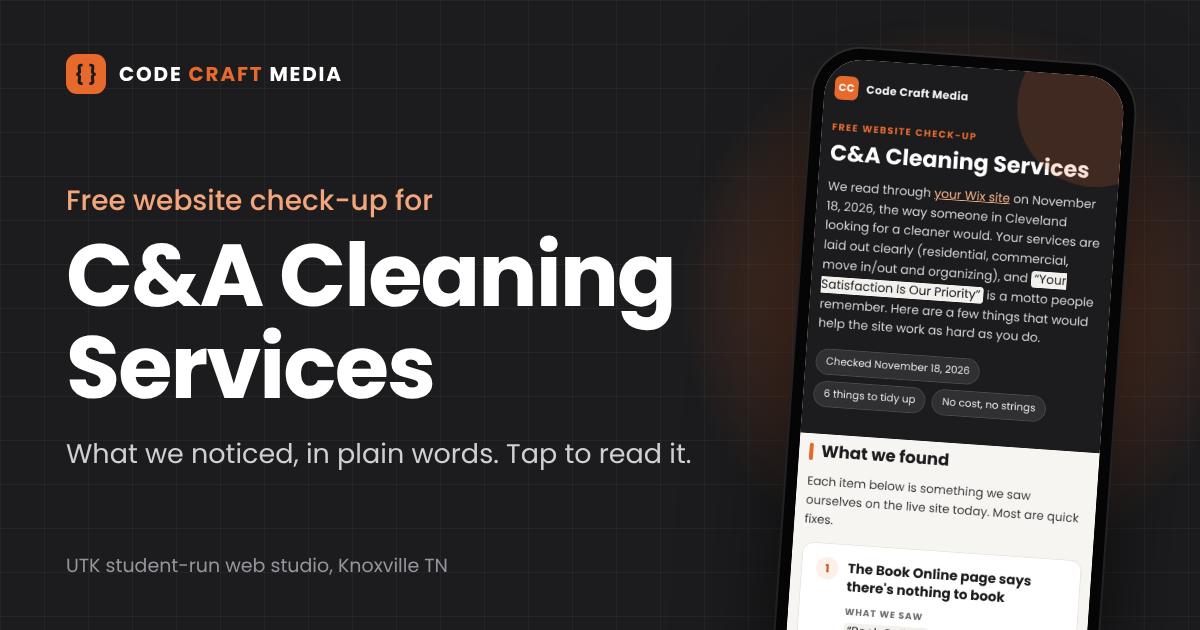 { } CODE CRAFT MEDIA
Free website check-up for
C&A Cleaning
Services
What we noticed, in plain words. Tap to read it.
UTK student-run web studio, Knoxville TN
CC Code Craft Media
FREE WEBSITE CHECK-UP
C&A Cleaning Services
We read through your Wix site on November
18, 2026, the way someone in Cleveland
looking for a cleaner would. Your services are
laid out clearly (residential, commercial,
move in/out and organizing), and “Your
Satisfaction Is Our Priority” is a motto people
remember. Here are a few things that would
help the site work as hard as you do.
Checked November 18, 2026
6 things to tidy up No cost, no strings
What we found
Each item below is something we saw
ourselves on the live site today. Most are quick
fixes.
1 The Book Online page says
there's nothing to book
WHAT WE SAW